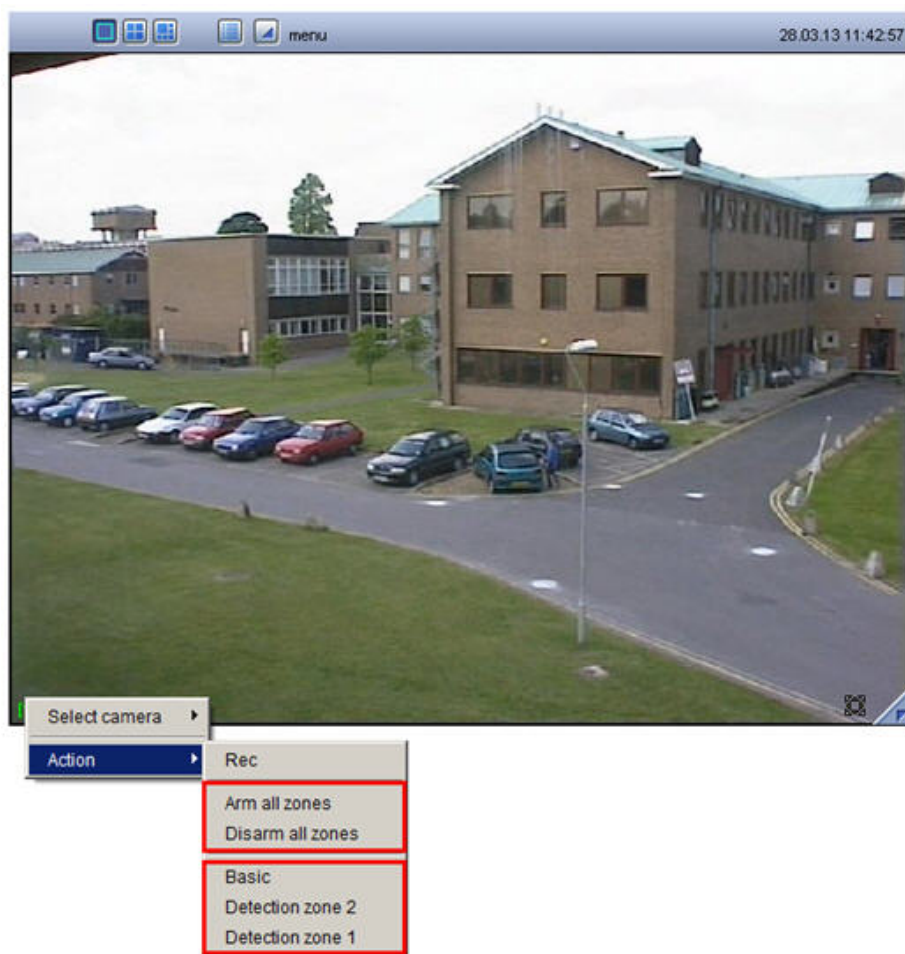 menu
28.03.13 11:42:57
Select camera
Action
Rec
Arm all zones
Disarm all zones
Basic
Detection zone 2
Detection zone 1